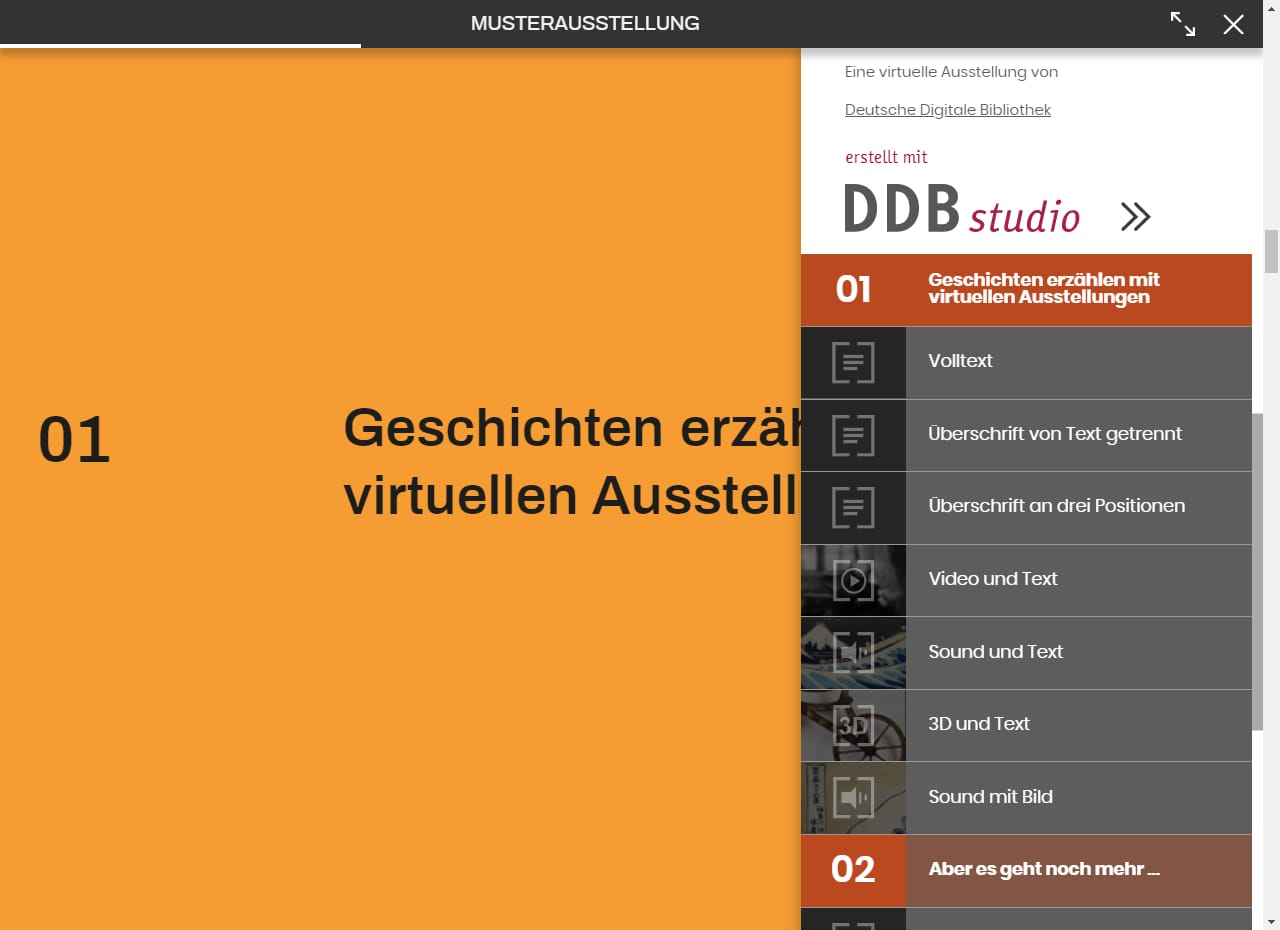 MUSTERAUSSTELLUNG
Eine virtuelle Ausstellung von
Deutsche Digitale Bibliothek
erstellt mit
DDB studio
01
Geschichten erzäh
virtuellen Ausstell
01
Geschichten erzählen mit
virtuellen Ausstellungen
Volltext
Überschrift von Text getrennt
Überschrift an drei Positionen
Video und Text
Sound und Text
3D
3D und Text
Sound mit Bild
02
Aber es geht noch mehr ...